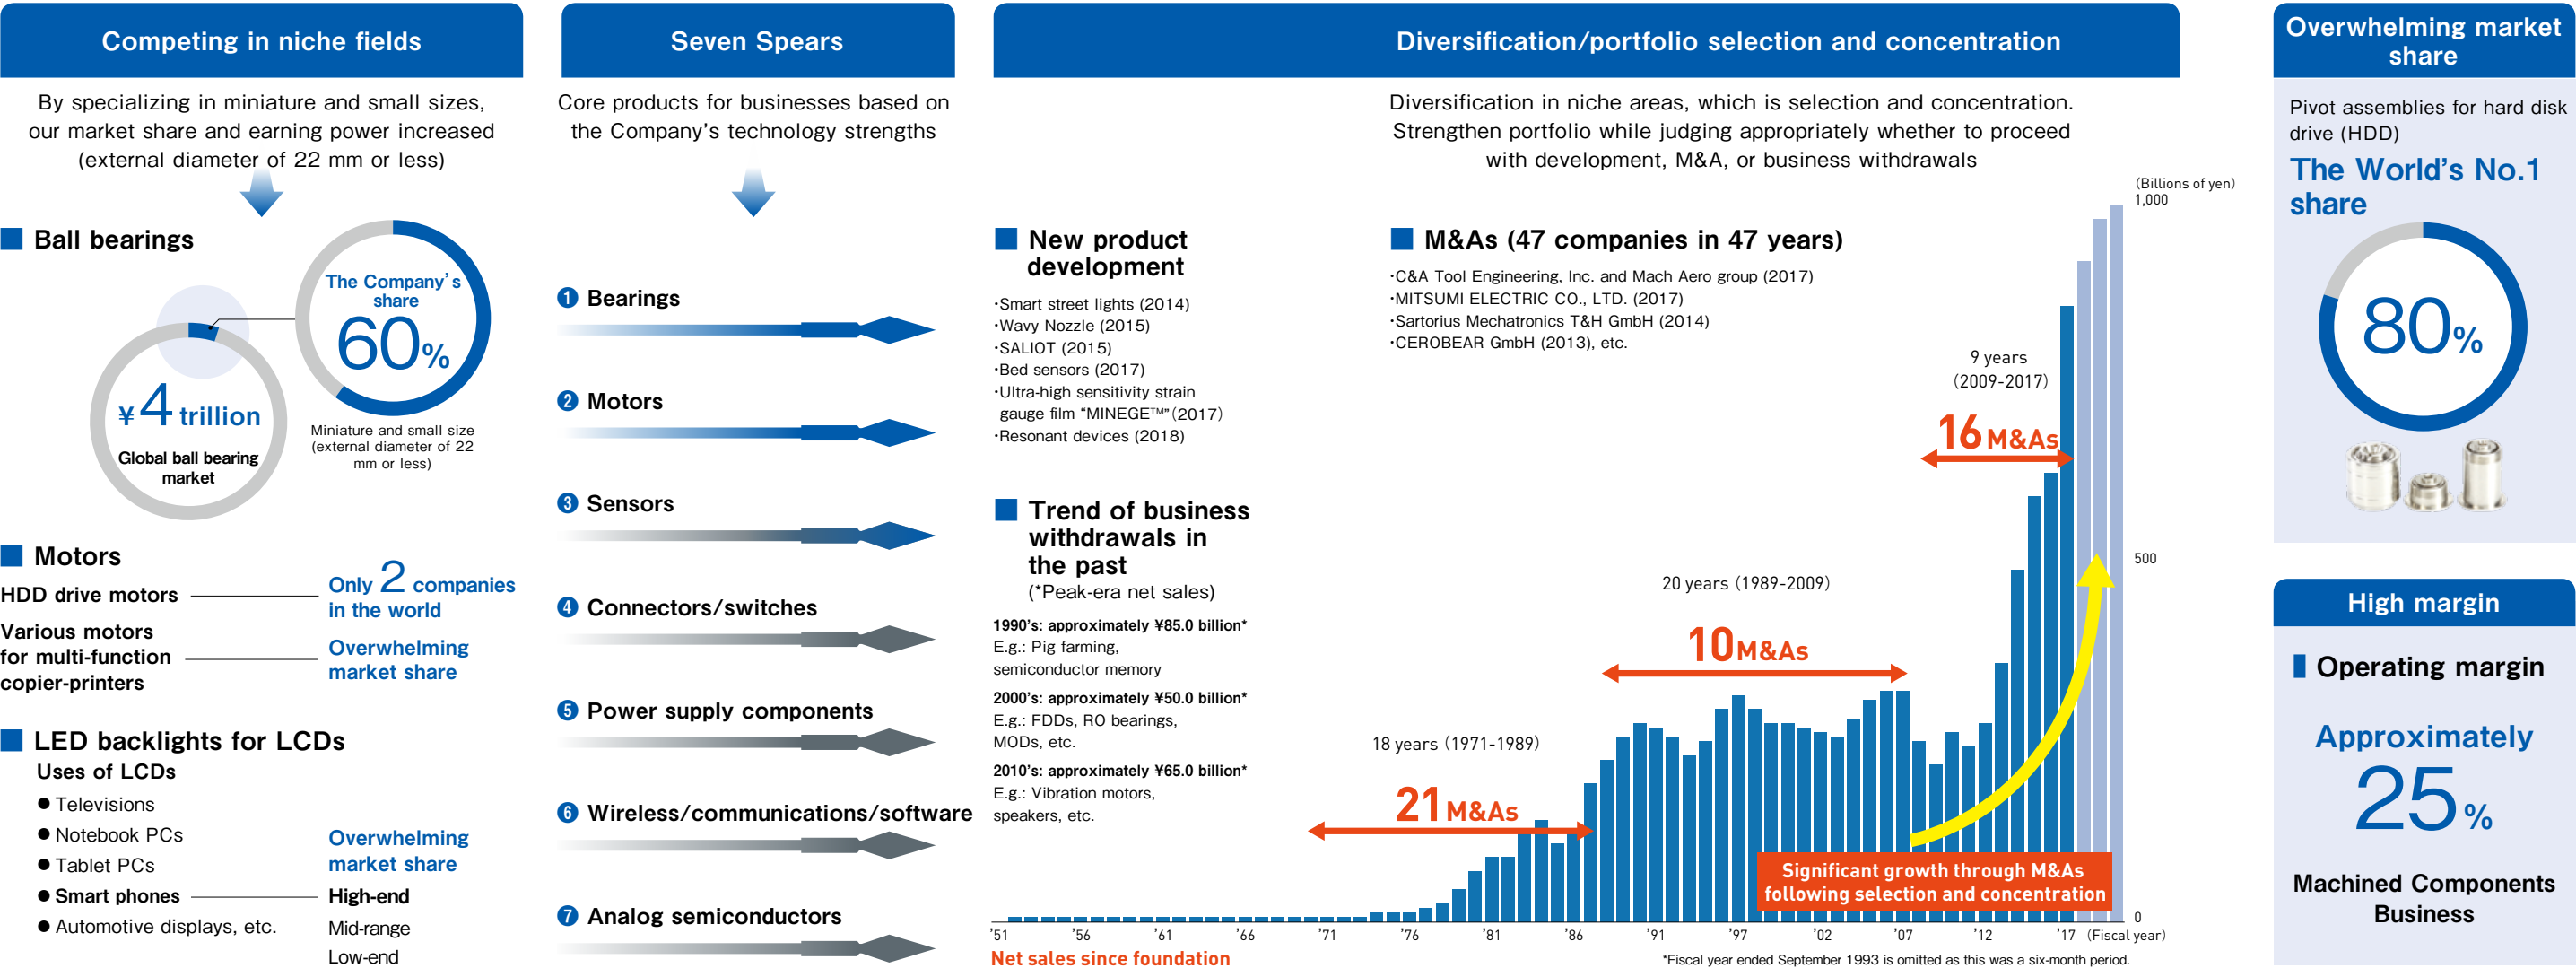 Competing in niche fields
By specializing in miniature and small sizes,
our market share and earning power increased
(external diameter of 22 mm or less)
■ Ball bearings
The Company's
share
60%
¥4 trillion
Global ball bearing
market
Miniature and small size
(external diameter of 22
mm or less)
■ Motors
HDD drive motors
Only 2 companies
in the world
Various motors
for multi-function
copier-printers
Overwhelming
market share
■ LED backlights for LCDs
Uses of LCDs
● Televisions
● Notebook PCs
● Tablet PCs
● Smart phones
● Automotive displays, etc.
Overwhelming
market share
High-end
Mid-range
Low-end
Seven Spears
Core products for businesses based on
the Company's technology strengths
❶ Bearings
❷ Motors
❸ Sensors
❹ Connectors/switches
❺ Power supply components
❻ Wireless/communications/software
❼ Analog semiconductors
Diversification/portfolio selection and concentration
Diversification in niche areas, which is selection and concentration.
Strengthen portfolio while judging appropriately whether to proceed
with development, M&A, or business withdrawals
■ New product
development
・Smart street lights (2014)
・Wavy Nozzle (2015)
・SALIOT (2015)
・Bed sensors (2017)
・Ultra-high sensitivity strain
gauge film “MINEGE™”(2017)
・Resonant devices (2018)
■ Trend of business
withdrawals in
the past
(*Peak-era net sales)
1990's: approximately ¥85.0 billion*
E.g.: Pig farming,
semiconductor memory
2000's: approximately ¥50.0 billion*
E.g.: FDDs, RO bearings,
MODs, etc.
2010's: approximately ¥65.0 billion*
E.g.: Vibration motors,
speakers, etc.
■ M&As (47 companies in 47 years)
・C&A Tool Engineering, Inc. and Mach Aero group (2017)
・MITSUMI ELECTRIC CO., LTD. (2017)
・Sartorius Mechatronics T&H GmbH (2014)
・CEROBEAR GmbH (2013), etc.
(Billions of yen)
1,000
500
0
9 years
(2009-2017)
16 M&As
20 years (1989-2009)
10 M&As
18 years (1971-1989)
21 M&As
Significant growth through M&As
following selection and concentration
'51 '56 '61 '66 '71 '76 '81 '86 '91 '97 '02 '07 '12 '17 (Fiscal year)
Net sales since foundation
*Fiscal year ended September 1993 is omitted as this was a six-month period.
Overwhelming market
share
Pivot assemblies for hard disk
drive (HDD)
The World's No.1
share
80%
High margin
Operating margin
Approximately
25%
Machined Components
Business